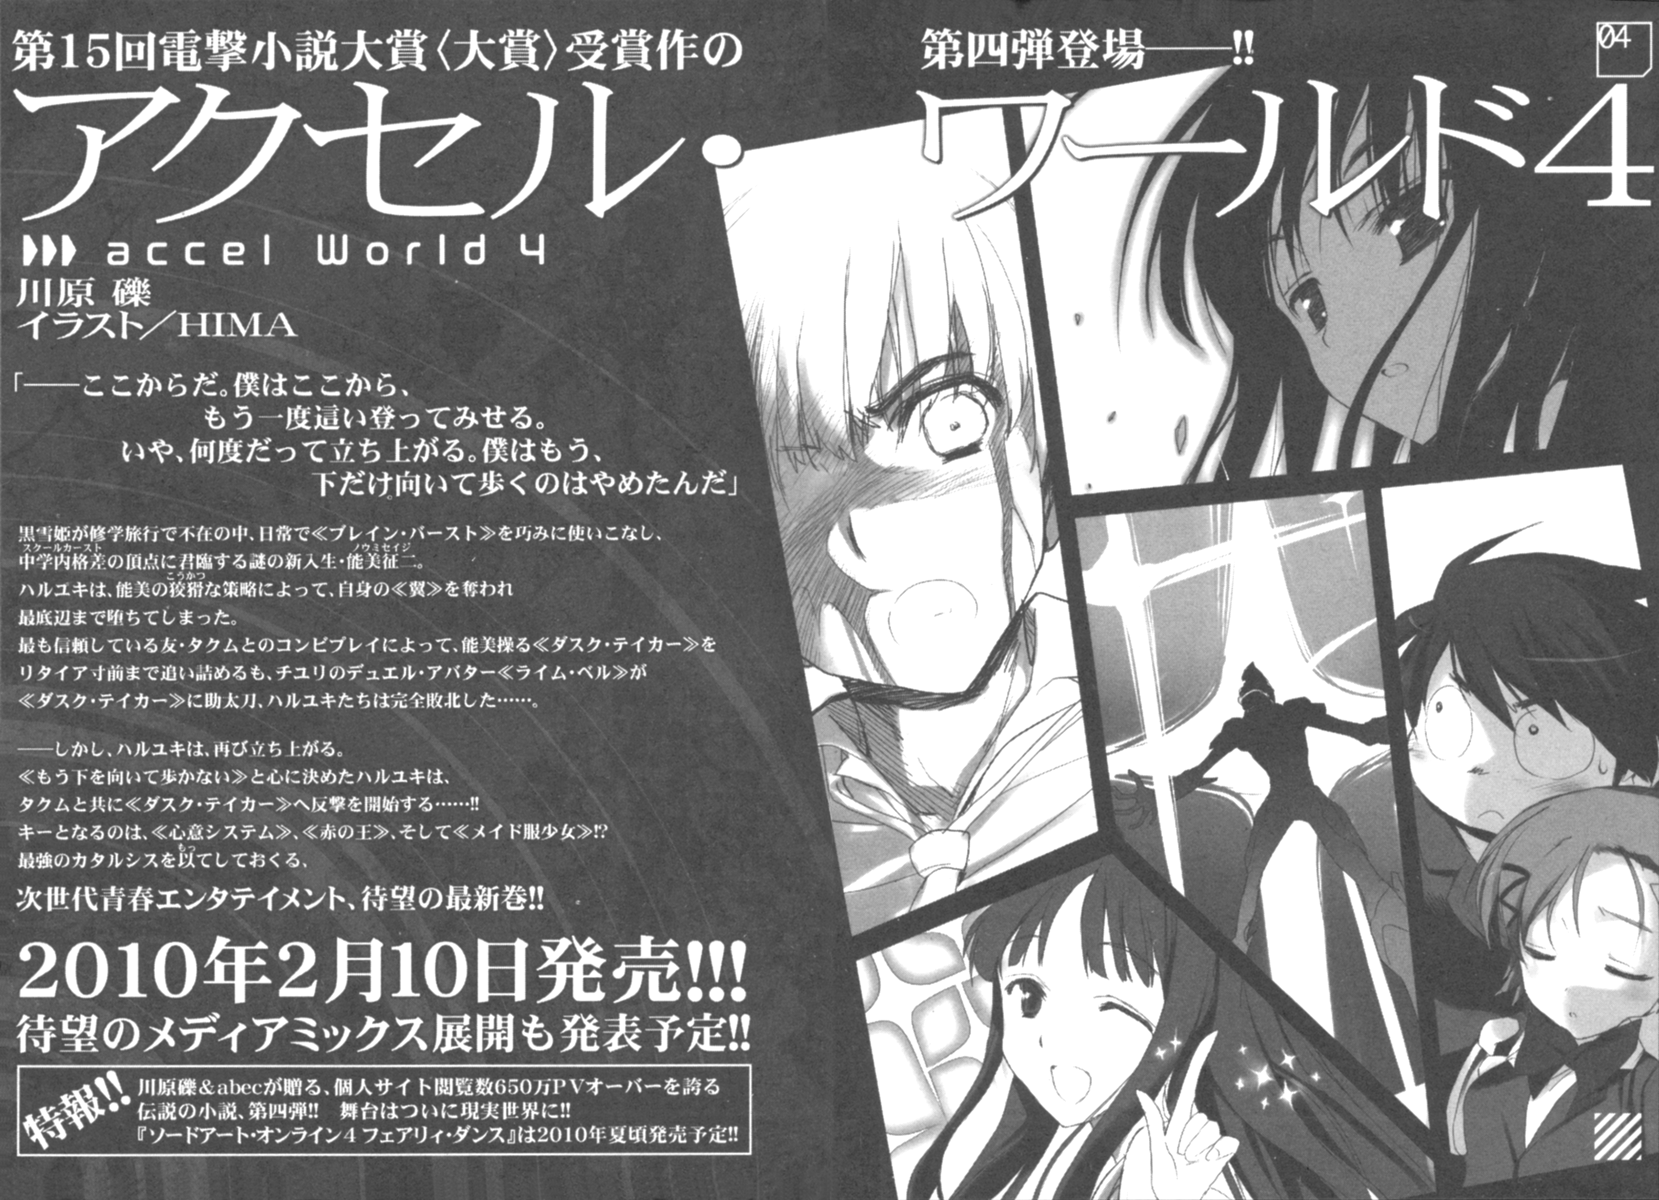 第15回電撃小説大賞〈大賞〉受賞作の 第四弾登場――!!
04
アクセル・ワールド4
accel World 4
川原 礫
イラスト／HIMA
「――ここからだ。僕はここから、
もう一度這い登ってみせる。
いや、何度だって立ち上がる。僕はもう、
下だけ向いて歩くのはやめたんだ」
黒雪姫が修学旅行で不在の中、日常で≪ブレイン・バースト≫を巧みに使いこなし、
スクールカースト ノウミセイジ
中学内格差の頂点に君臨する謎の新入生・能美征二。
こうかつ
ハルユキは、能美の狡猾な策略によって、自身の≪翼≫を奪われ
最底辺まで堕ちてしまった。
最も信頼している友・タクムとのコンビプレイによって、能美操る≪ダスク・テイカー≫を
リタイア寸前まで追い詰めるも、チユリのデュエル・アバター≪ライム・ベル≫が
≪ダスク・テイカー≫に助太刀、ハルユキたちは完全敗北した……。
――しかし、ハルユキは、再び立ち上がる。
≪もう下を向いて歩かない≫と心に決めたハルユキは、
タクムと共に≪ダスク・テイカー≫へ反撃を開始する……!!
キーとなるのは、≪心意システム≫、≪赤の王≫、そして≪メイド服少女≫!?
もっ
最強のカタルシスを以てしておくる、
次世代青春エンタテイメント、待望の最新巻!!
2010年2月10日発売!!!
待望のメディアミックス展開も発表予定!!
特報!!
川原礫&abecが贈る、個人サイト閲覧数650万PVオーバーを誇る
伝説の小説、第四弾!! 舞台はついに現実世界に!!
『ソードアート・オンライン4 フェアリィ・ダンス』は2010年夏頃発売予定!!